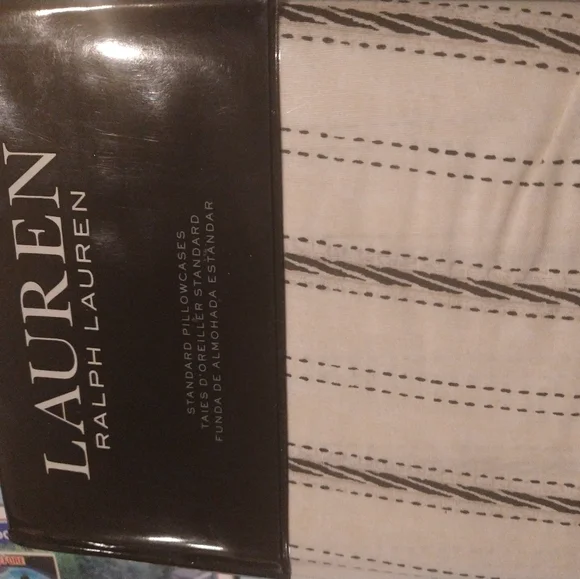 LAUREN
RALPH LAUREN
STANDARD PILLOWCASES
TAIES D'OREILLER STANDARD
FUNDA DE ALMOHADA ESTÁNDAR